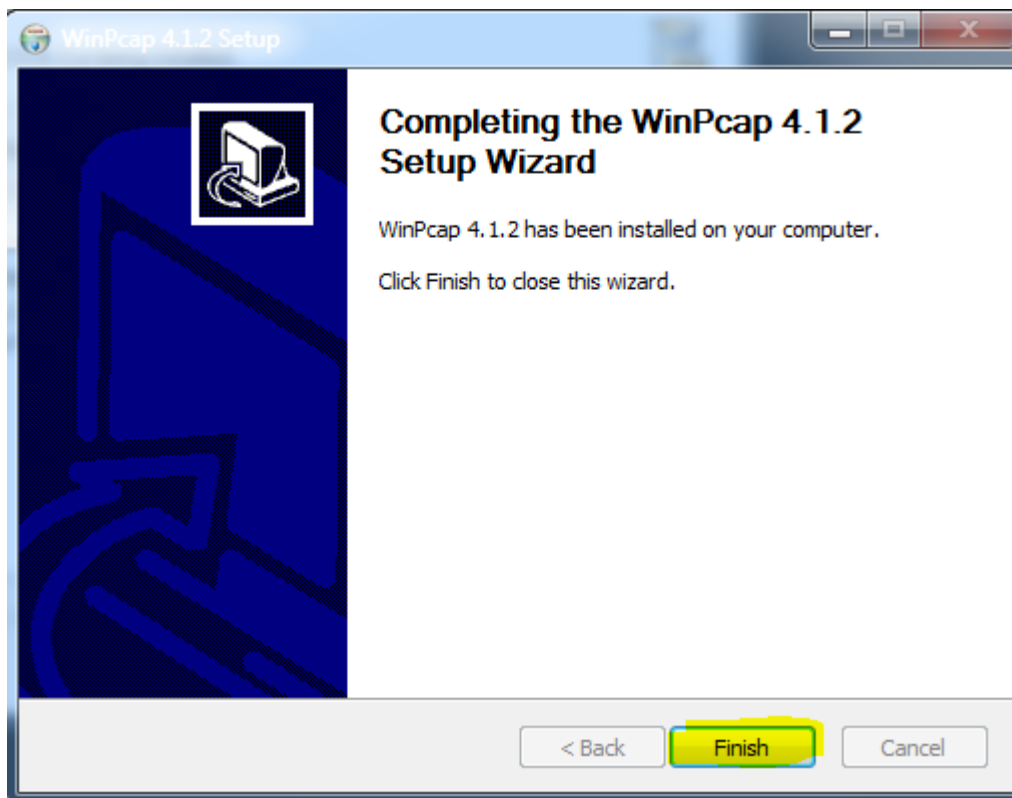 WinPcap 4.1.2 Setup
Completing the WinPcap 4.1.2
Setup Wizard
WinPcap 4.1.2 has been installed on your computer.
Click Finish to close this wizard.
< Back
Finish
Cancel